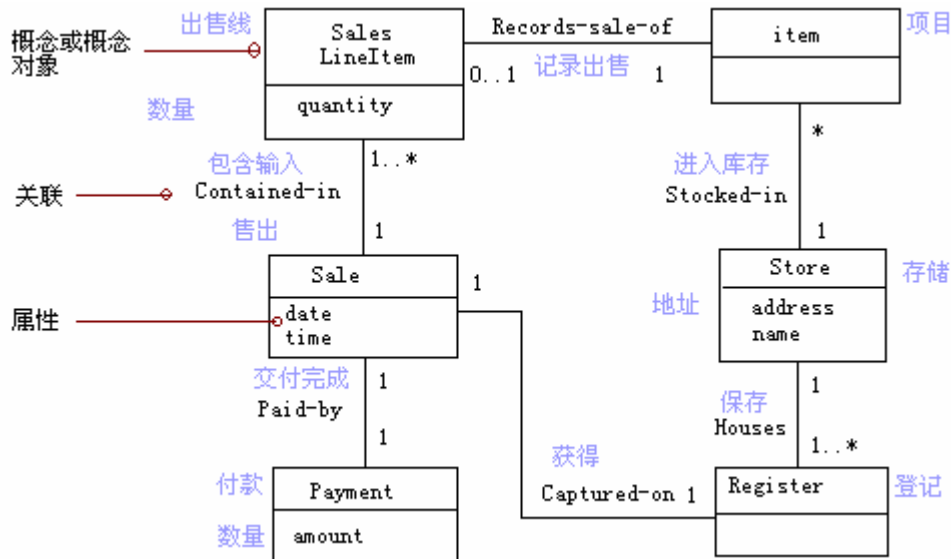 出售线
概念或概念
对象
Sales
LineItem
quantity
数量
Records-sale-of
0..1
记录出售
1
item
项目
*
1..*
包含输入
Contained-in
关联
售出
1
进入库存
Stocked-in
1
Sale
date
time
1
属性
Store
address
name
存储
地址
交付完成
Paid-by
1
1
保存
Houses
1
1..*
付款
Payment
数量
amount
获得
Captured-on 1
Register
登记